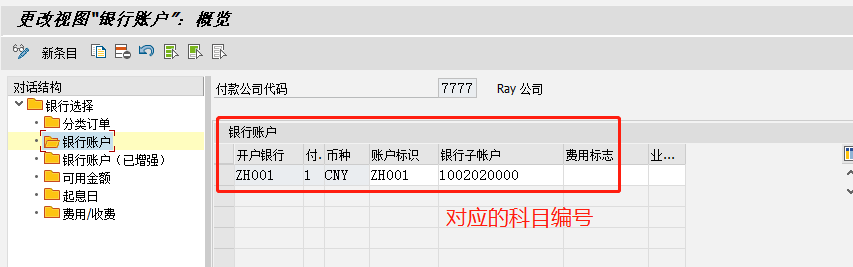 更改视图"银行账户": 概览
新条目
对话结构
银行选择
分类订单
银行账户
银行账户（已增强）
可用金额
起息日
费用/收费
付款公司代码 7777 Ray 公司
银行账户
开户银行 付. 币种 账户标识 银行子帐户 费用标志 业...
ZH001 1 CNY ZH001 1002020000
对应的科目编号